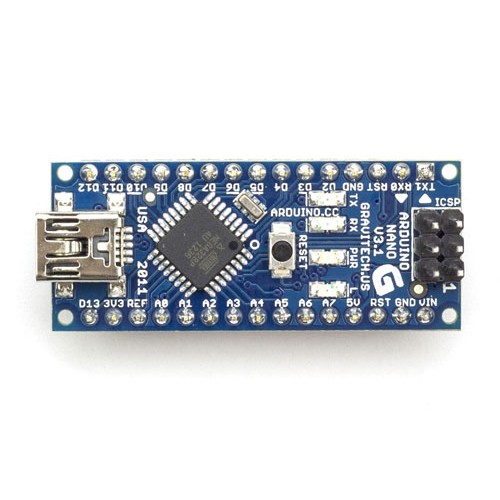 D12 D11 D10 D9 D8 D7 D6 D5 D4 D3 D2 GND RST RX0 TX1
USA 2011
ARDUINO.CC
RESET
TX
RX
PWR
L
GRAVITECH.US
ARDUINO
NANO
V3.1
G
ICSP
1
D13 3V3 REF A0 A1 A2 A3 A4 A5 A6 A7 5V RST GND VIN